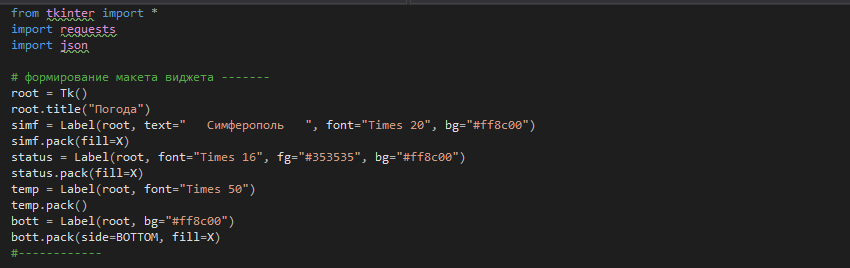 from tkinter import *
import requests
import json
# формирование макета виджета -------
root = Tk()
root.title("Погода")
simf = Label(root, text="   Симферополь   ", font="Times 20", bg="#ff8c00")
simf.pack(fill=X)
status = Label(root, font="Times 16", fg="#353535", bg="#ff8c00")
status.pack(fill=X)
temp = Label(root, font="Times 50")
temp.pack()
bott = Label(root, bg="#ff8c00")
bott.pack(side=BOTTOM, fill=X)
#------------